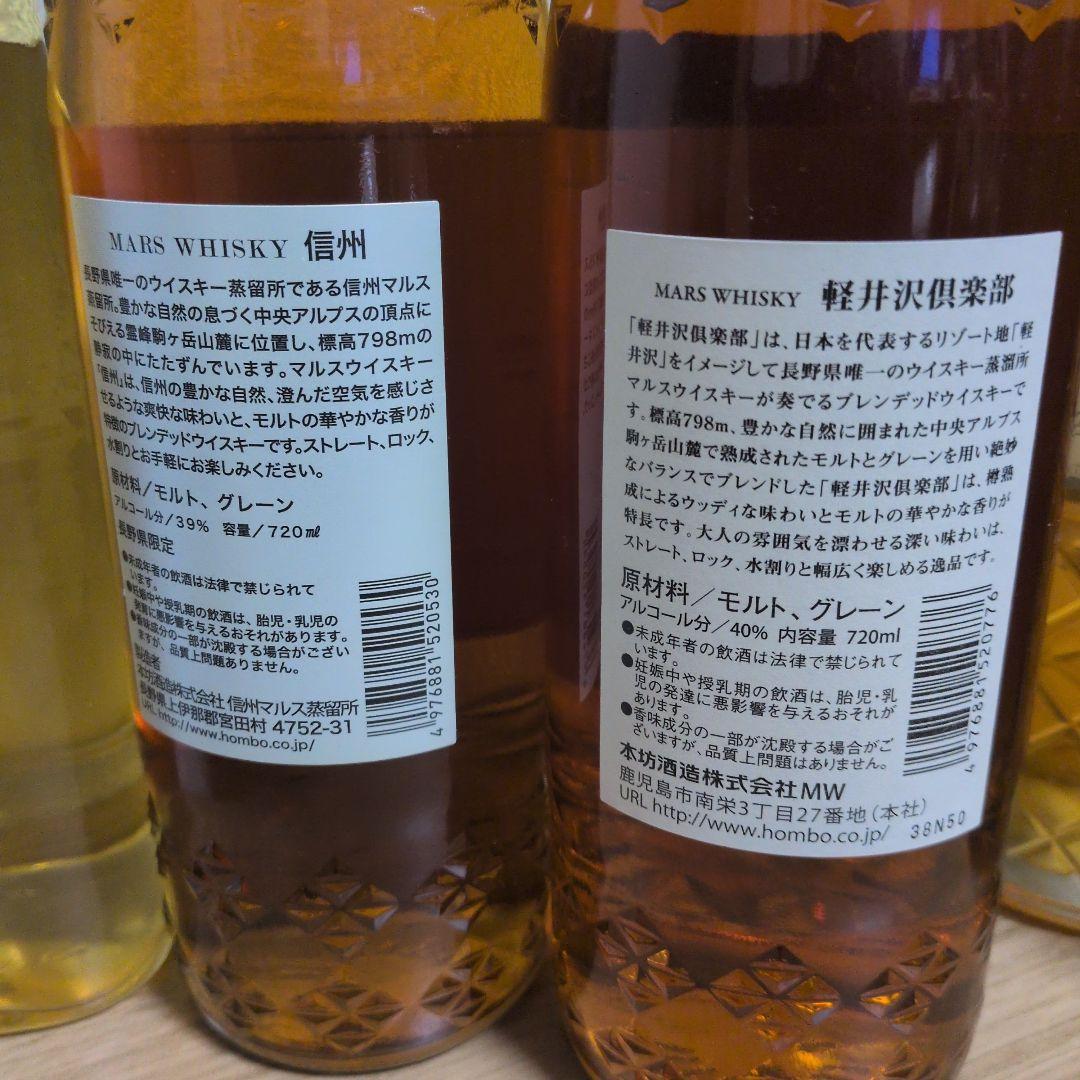 MARS WHISKY 信州
長野県唯一のウイスキー蒸留所である信州マルス
蒸留所。豊かな自然の息づく中央アルプスの頂点に
そびえる霊峰駒ヶ岳山麓に位置し、標高798mの
静寂の中にたたずんでいます。マルスウイスキー
「信州」は、信州の豊かな自然、澄んだ空気を感じさ
せるような爽快な味わいと、モルトの華やかな香りが
特徴のブレンデッドウイスキーです。ストレート、ロック、
水割りとお手軽にお楽しみください。
原材料/モルト、グレーン
アルコール分/39% 容量/720㎖
長野県限定
●未成年者の飲酒は法律で禁じられて
います。
●妊娠中や授乳期の飲酒は、胎児・乳児の
発育に悪影響を与えるおそれがあります。
●香味成分の一部が沈殿する場合がござい
ますが、品質上問題ありません。
製造者
本坊酒造株式会社 信州マルス蒸留所
長野県上伊那郡宮田村 4752-31
URL http://www.hombo.co.jp/
4 976881 520530
MARS WHISKY 軽井沢倶楽部
「軽井沢倶楽部」は、日本を代表するリゾート地「軽
井沢」をイメージして長野県唯一のウイスキー蒸溜所
マルスウイスキーが奏でるブレンデッドウイスキーで
す。標高798m、豊かな自然に囲まれた中央アルプス
駒ヶ岳山麓で熟成されたモルトとグレーンを用い絶妙
なバランスでブレンドした「軽井沢倶楽部」は、樽熟
成によるウッディな味わいとモルトの華やかな香りが
特長です。大人の雰囲気を漂わせる深い味わいは、
ストレート、ロック、水割りと幅広く楽しめる逸品です。
原材料/モルト、グレーン
アルコール分/40% 内容量 720ml
●未成年者の飲酒は法律で禁じられて
います。
●妊娠中や授乳期の飲酒は、胎児・乳
児の発達に悪影響を与えるおそれが
あります。
●香味成分の一部が沈殿する場合がご
ざいますが、品質上問題はありません。
本坊酒造株式会社MW
鹿児島市南栄3丁目27番地(本社)
URL http://www.hombo.co.jp/ 38N50
4 976881 520776